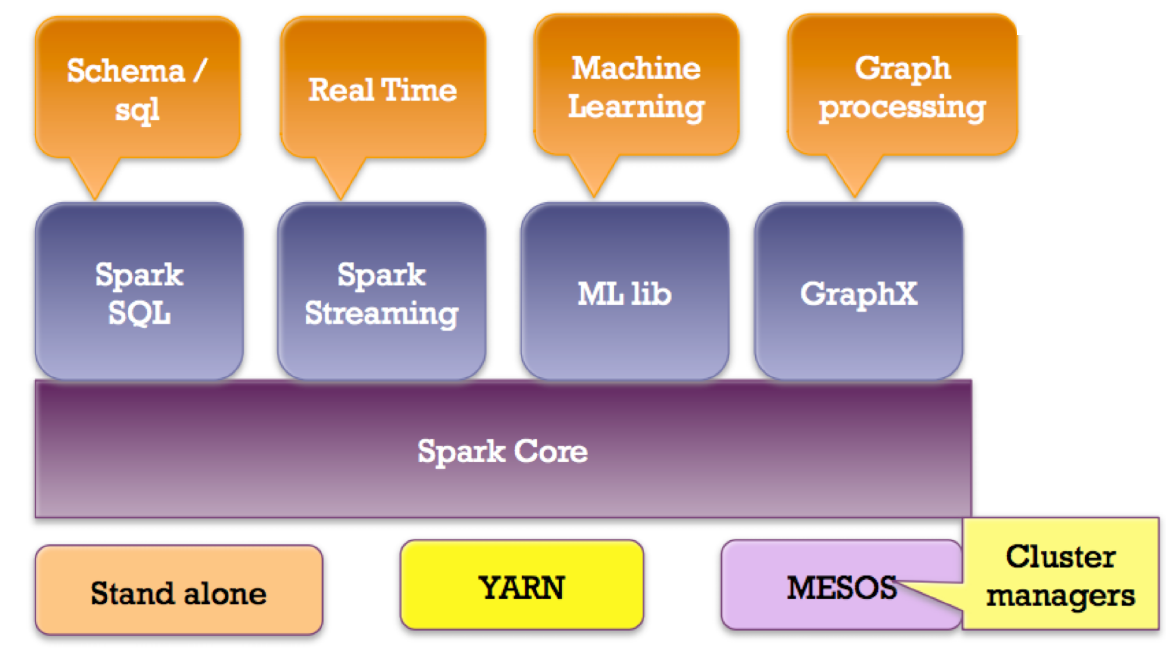 Schema /
sql
Real Time
Machine
Learning
Graph
processing
Spark
SQL
Spark
Streaming
ML lib
GraphX
Spark Core
Stand alone
YARN
MESOS
Cluster
managers